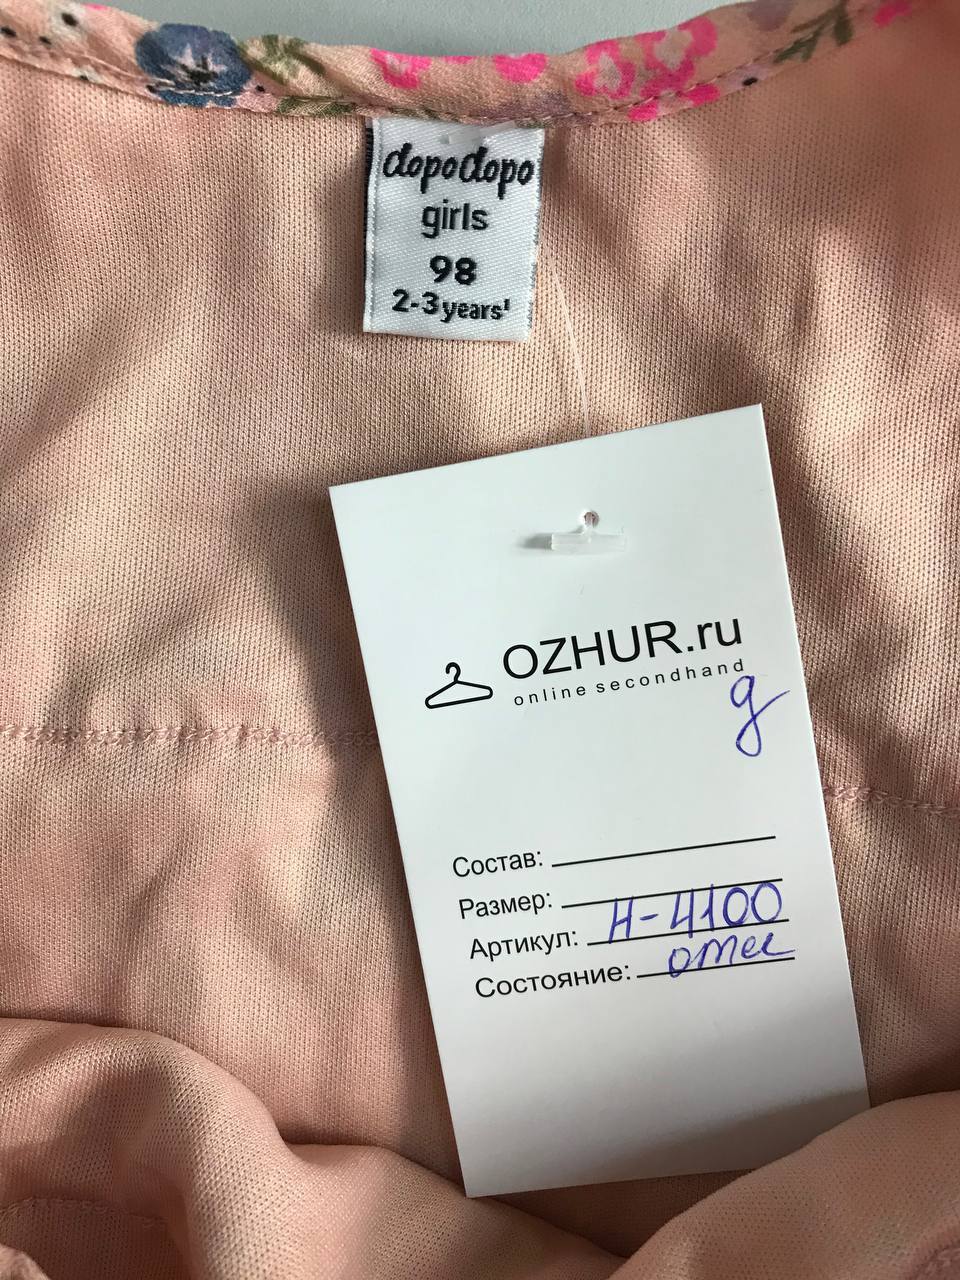 dopodopo
girls
98
2-3 years'
OZHUR.ru
online secondhand
g
Состав:
Размер:
Артикул: Н-4100
Состояние: отл